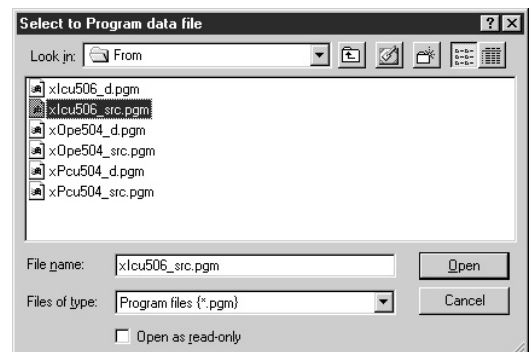 Select to Program data file
Look in: From
xIcu506_d.pgm
xIcu506_src.pgm
xOpe504_d.pgm
xOpe504_src.pgm
xPcu504_d.pgm
xPcu504_src.pgm
File name: xIcu506_src.pgm Open
Files of type: Program files {*.pgm} Cancel
Open as read-only